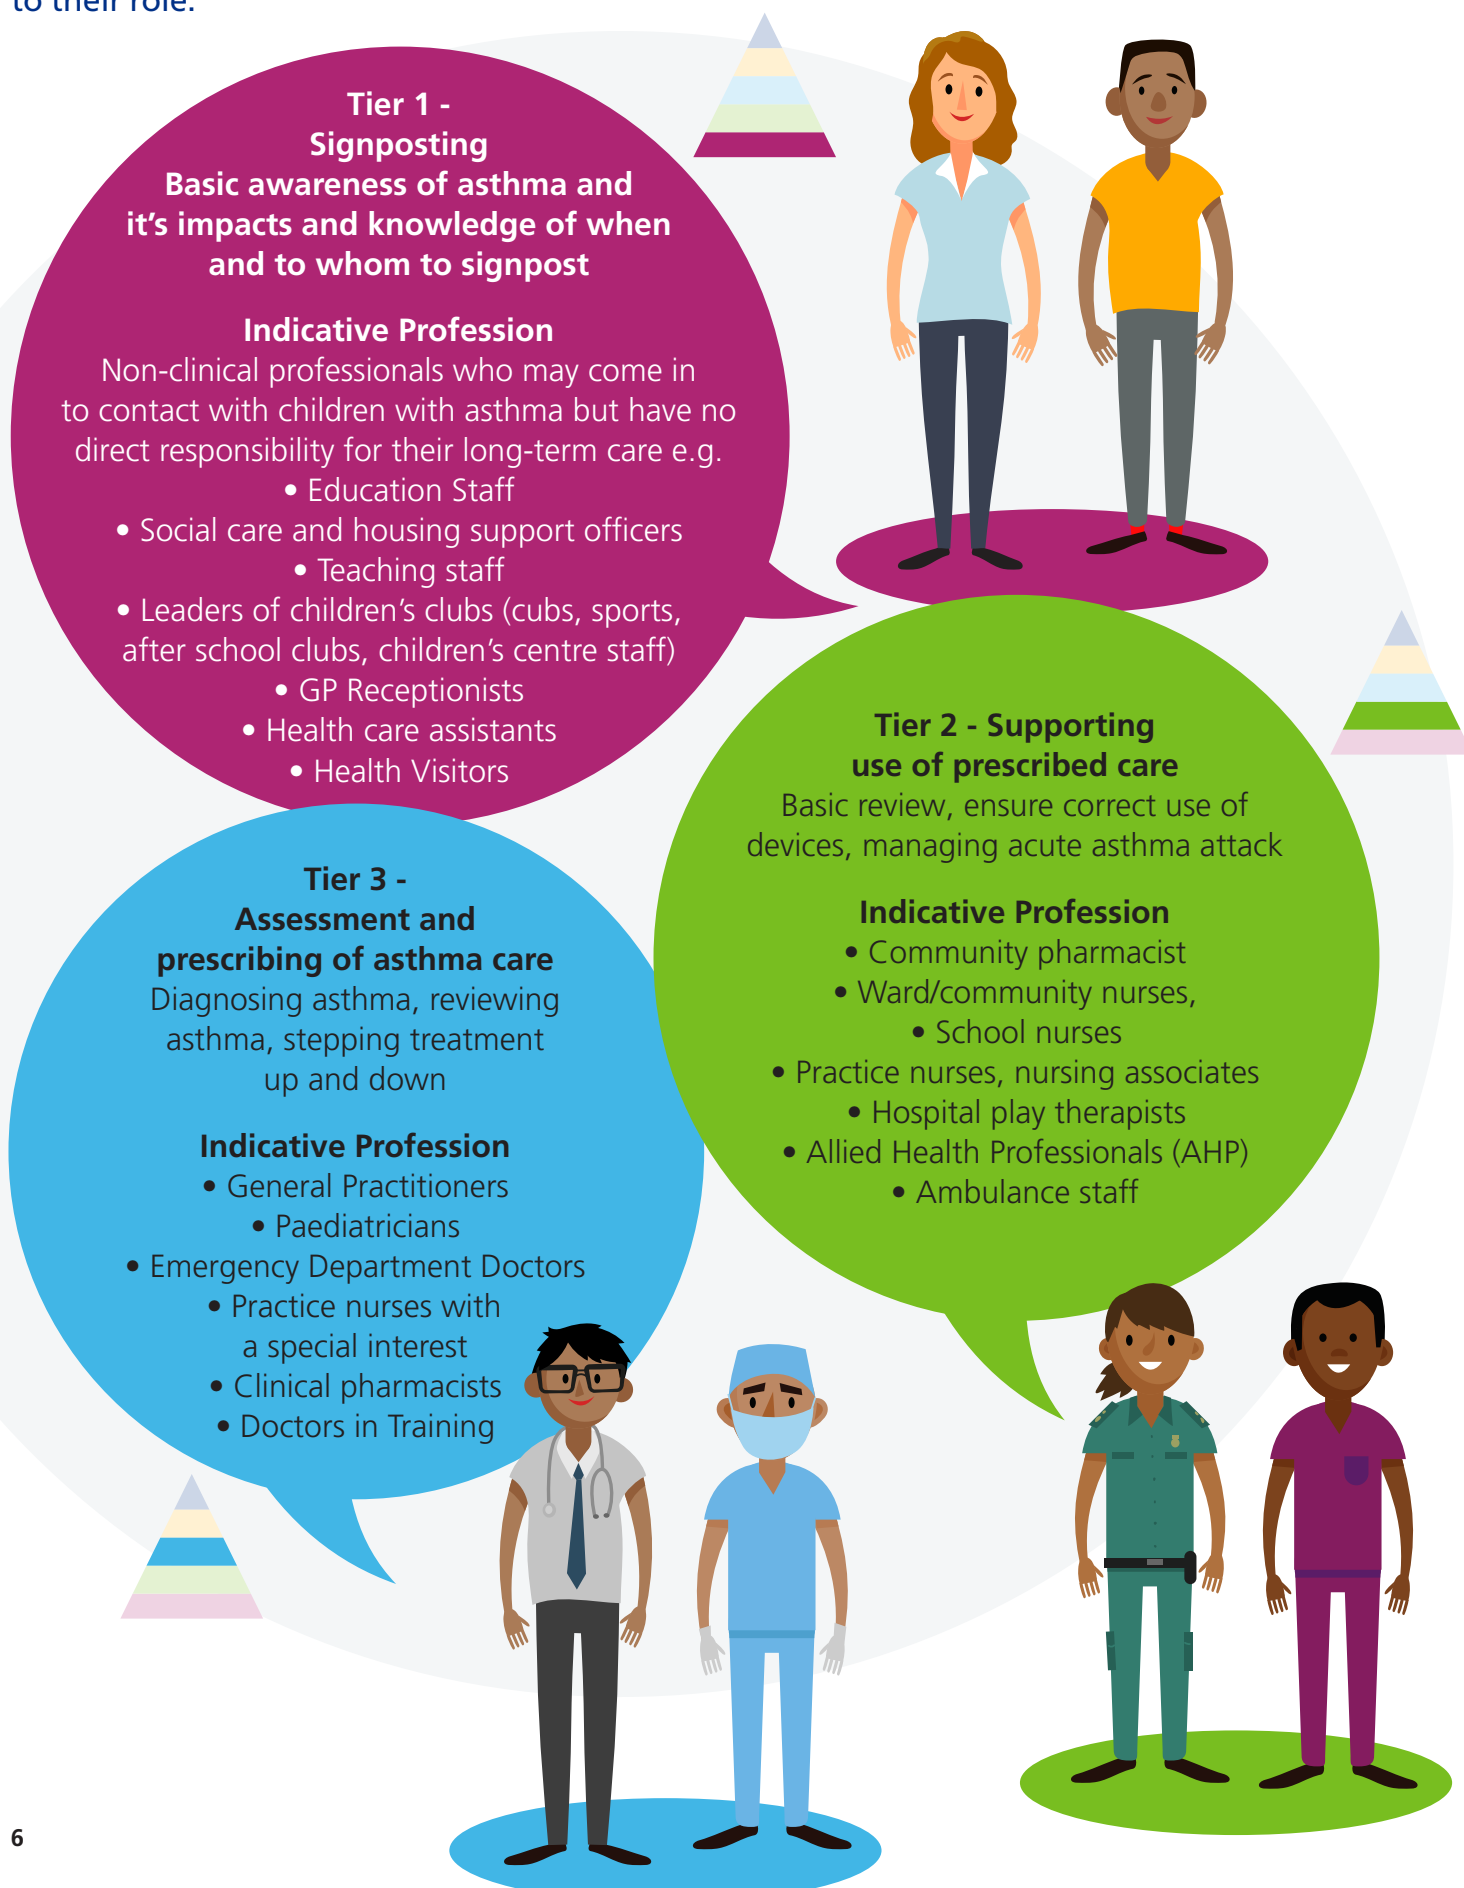 to their role.
Tier 1 -
Signposting
Basic awareness of asthma and
it’s impacts and knowledge of when
and to whom to signpost
Indicative Profession
Non-clinical professionals who may come in
to contact with children with asthma but have no
direct responsibility for their long-term care e.g.
• Education Staff
• Social care and housing support officers
• Teaching staff
• Leaders of children’s clubs (cubs, sports,
after school clubs, children’s centre staff)
• GP Receptionists
• Health care assistants
• Health Visitors
Tier 2 - Supporting
use of prescribed care
Basic review, ensure correct use of
devices, managing acute asthma attack
Indicative Profession
• Community pharmacist
• Ward/community nurses,
• School nurses
• Practice nurses, nursing associates
• Hospital play therapists
• Allied Health Professionals (AHP)
• Ambulance staff
Tier 3 -
Assessment and
prescribing of asthma care
Diagnosing asthma, reviewing
asthma, stepping treatment
up and down
Indicative Profession
• General Practitioners
• Paediatricians
• Emergency Department Doctors
• Practice nurses with
a special interest
• Clinical pharmacists
• Doctors in Training
6